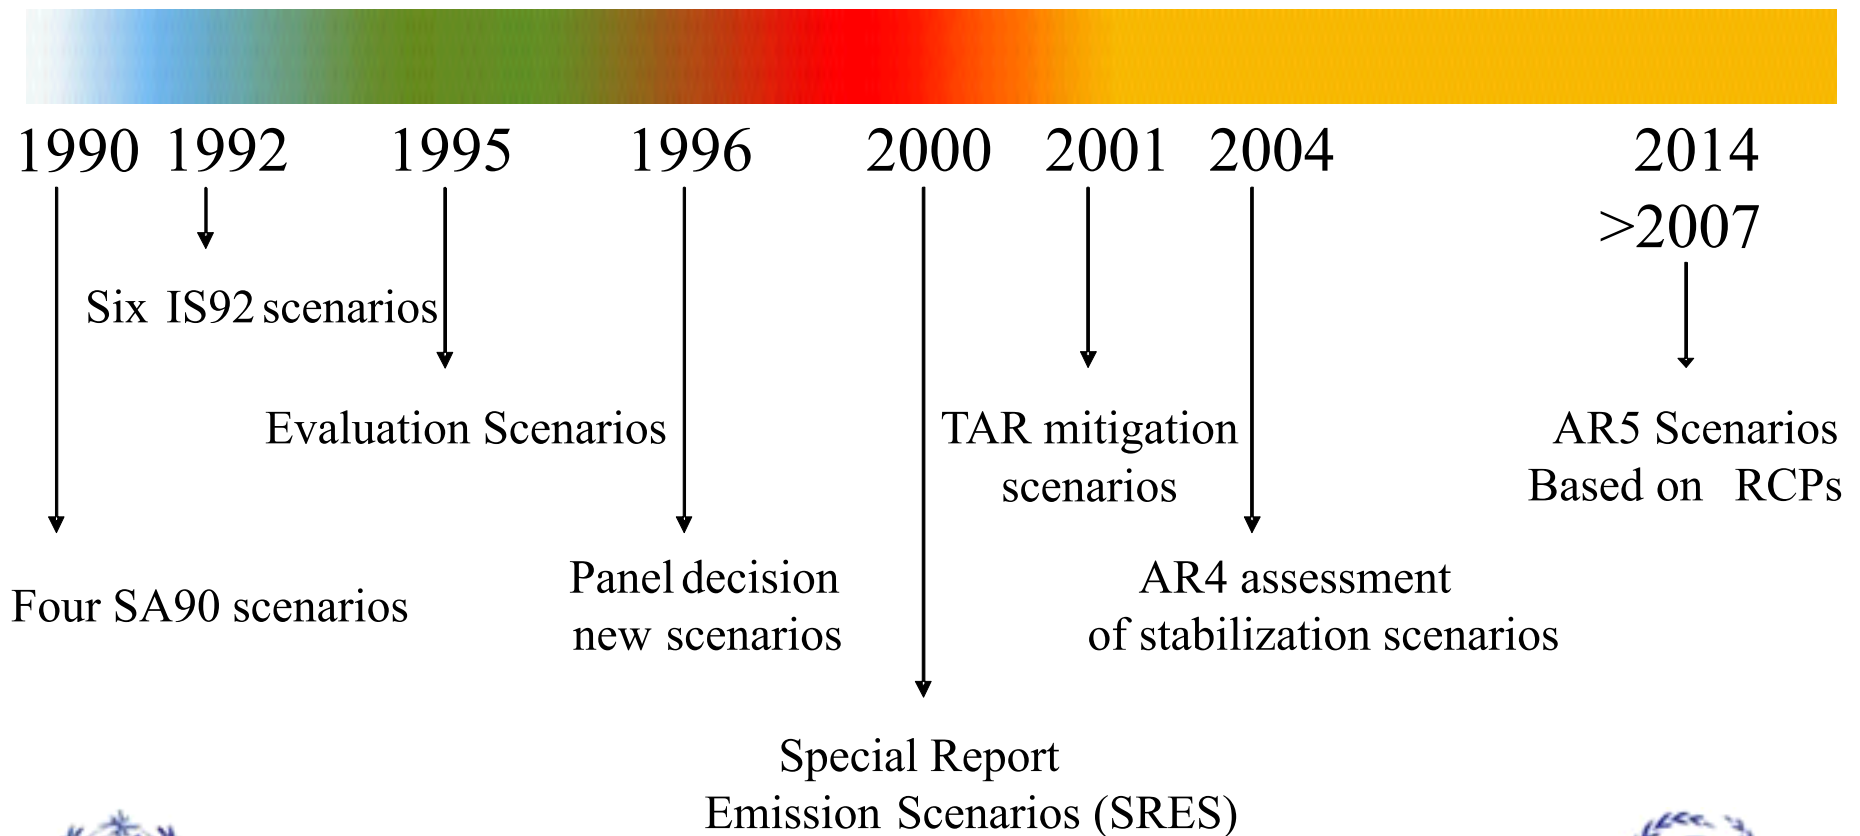 1990 1992 1995 1996 2000 2001 2004 2014
>2007
Six IS92 scenarios
Evaluation Scenarios
TAR mitigation
scenarios
AR5 Scenarios
Based on RCPs
Four SA90 scenarios
Panel decision
new scenarios
AR4 assessment
of stabilization scenarios
Special Report
Emission Scenarios (SRES)